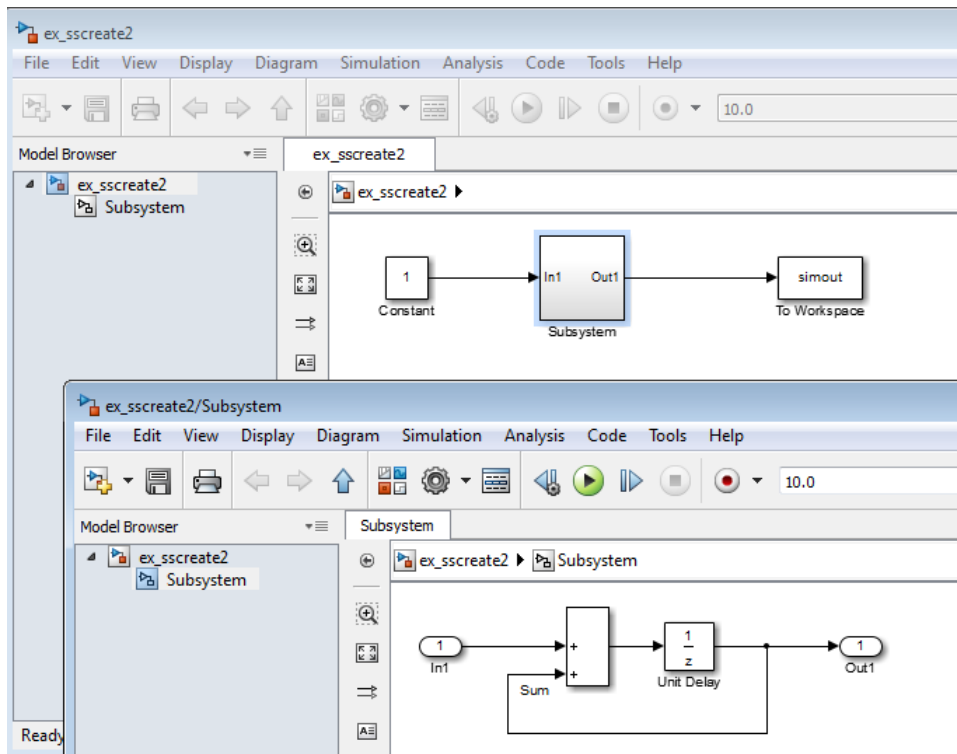 ex_sscreate2
File Edit View Display Diagram Simulation Analysis Code Tools Help
10.0
Model Browser
ex_sscreate2
ex_sscreate2
Subsystem
ex_sscreate2
1
Constant
In1 Out1
Subsystem
simout
To Workspace
Ready
ex_sscreate2/Subsystem
File Edit View Display Diagram Simulation Analysis Code Tools Help
10.0
Model Browser
Subsystem
ex_sscreate2
Subsystem
ex_sscreate2 Subsystem
1
In1
+
+
Sum
1
z
Unit Delay
1
Out1